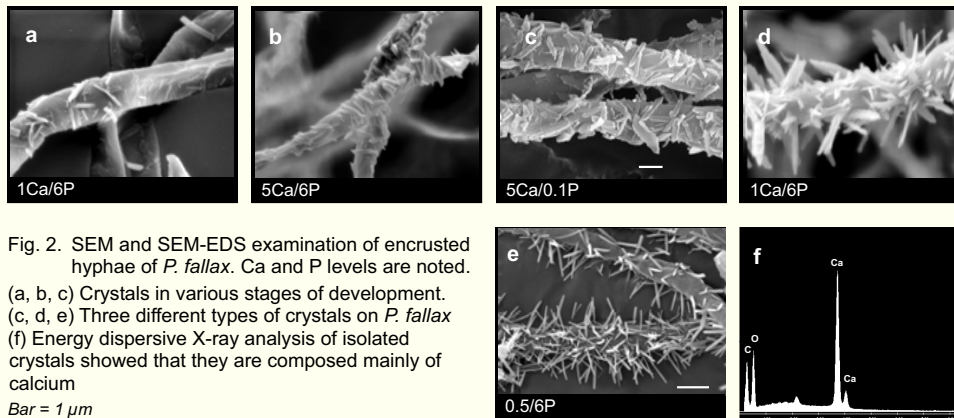 a
b
c
d
1Ca/6P
5Ca/6P
5Ca/0.1P
1Ca/6P
Fig. 2. SEM and SEM-EDS examination of encrusted
hyphae of P. fallax. Ca and P levels are noted.
(a, b, c) Crystals in various stages of development.
(c, d, e) Three different types of crystals on P. fallax
(f) Energy dispersive X-ray analysis of isolated
crystals showed that they are composed mainly of
calcium
Bar = 1 µm
e
0.5/6P
f
Ca
O
C
Ca